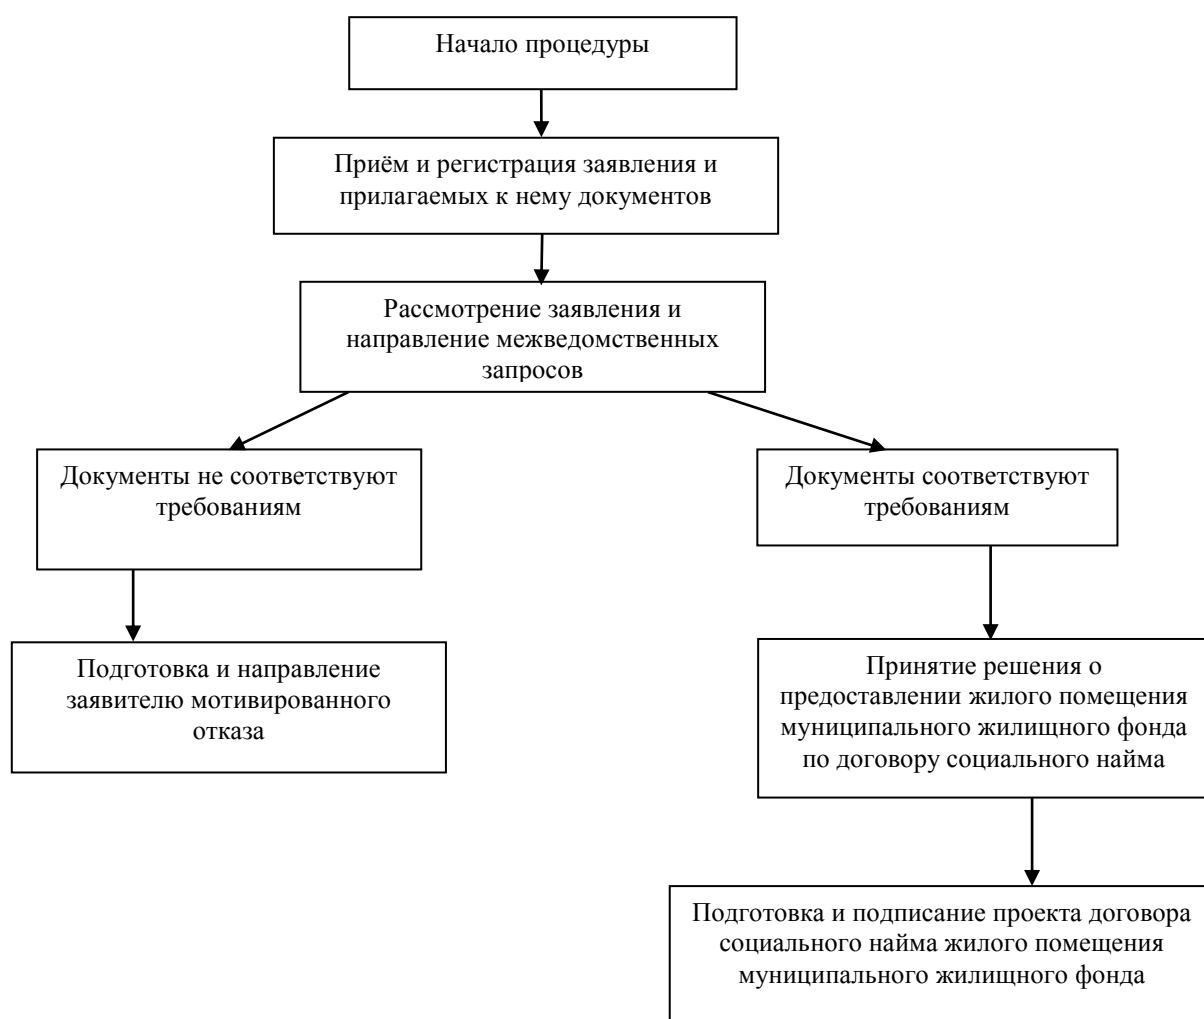 Начало процедуры
Приём и регистрация заявления и
прилагаемых к нему документов
Рассмотрение заявления и
направление межведомственных
запросов
Документы не соответствуют
требованиям
Документы соответствуют
требованиям
Подготовка и направление
заявителю мотивированного
отказа
Принятие решения о
предоставлении жилого помещения
муниципального жилищного фонда
по договору социального найма
Подготовка и подписание проекта договора
социального найма жилого помещения
муниципального жилищного фонда